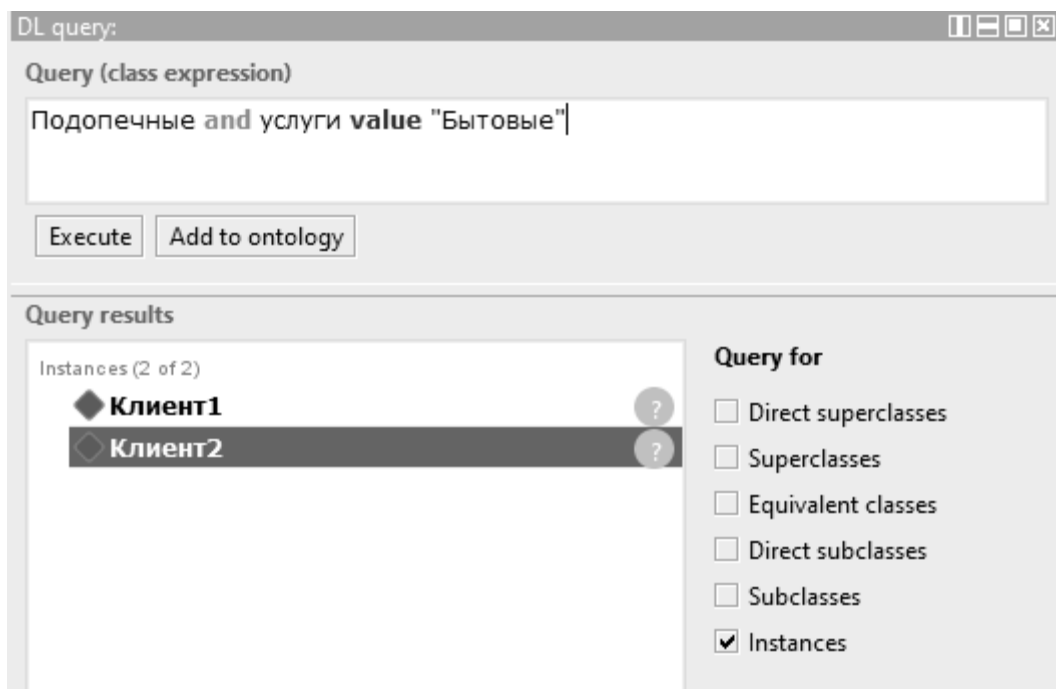 DL query:
Query (class expression)
Подопечные and услуги value "Бытовые"
Execute
Add to ontology
Query results
Instances (2 of 2)
Клиент1
?
Клиент2
?
Query for
Direct superclasses
Superclasses
Equivalent classes
Direct subclasses
Subclasses
Instances